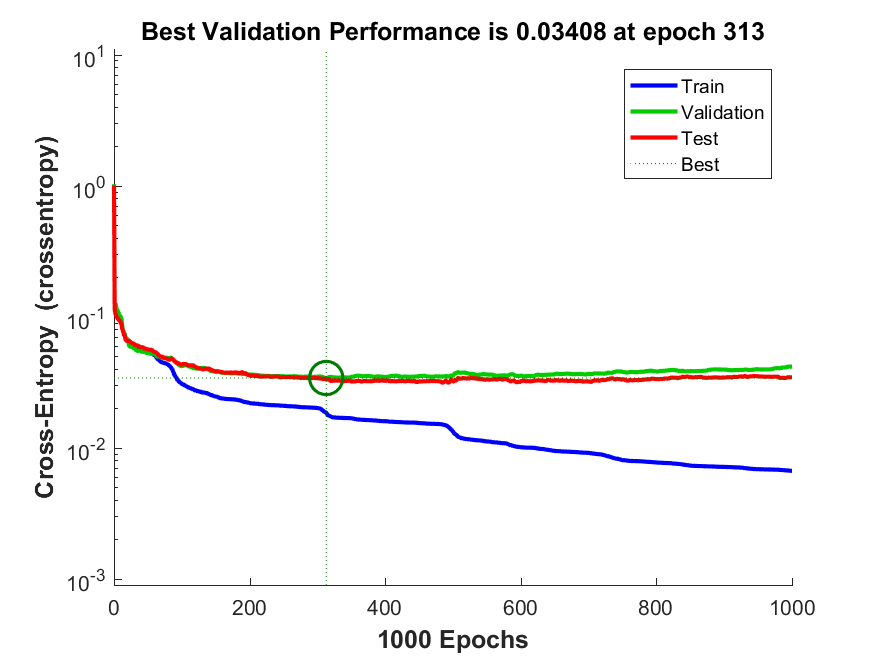 Best Validation Performance is 0.03408 at epoch 313
Cross-Entropy (crossentropy)
10^1
10^0
10^-1
10^-2
10^-3
Train
Validation
Test
Best
0 200 400 600 800 1000
1000 Epochs